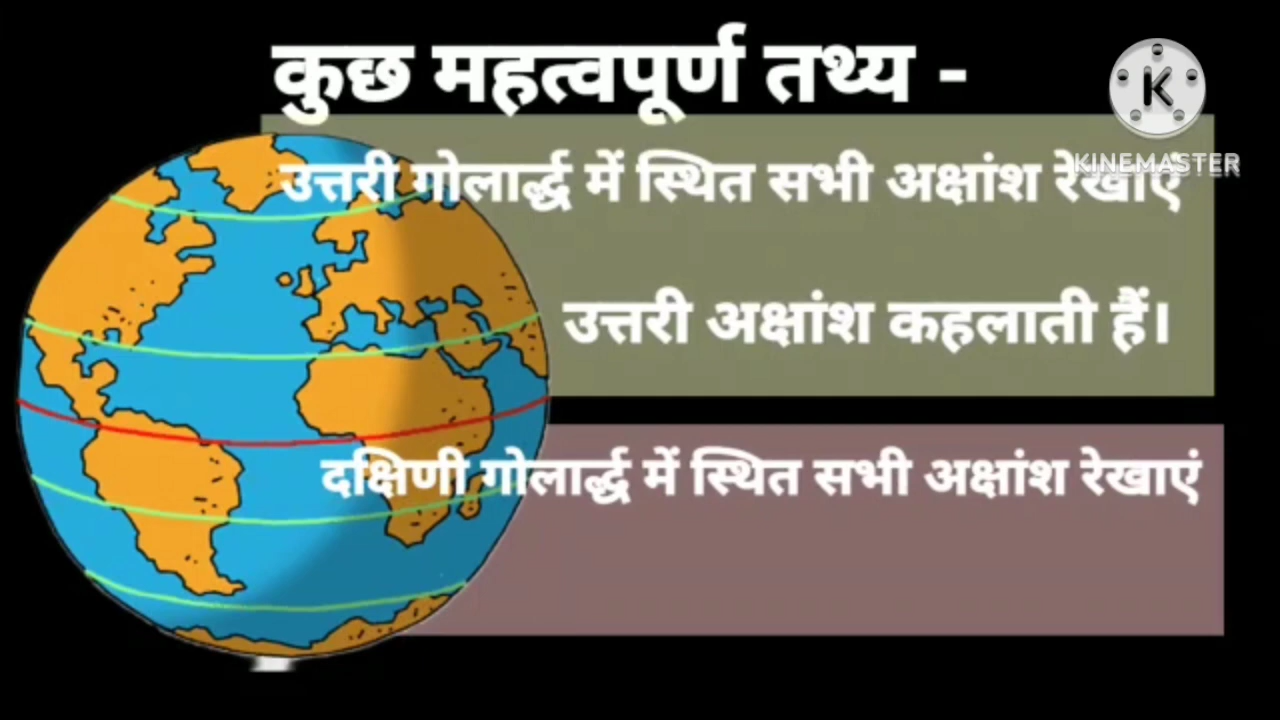 कुछ महत्वपूर्ण तथ्य -
K
KINEMASTER
उत्तरी गोलार्द्ध में स्थित सभी अक्षांश रेखाएं
उत्तरी अक्षांश कहलाती हैं।
दक्षिणी गोलार्द्ध में स्थित सभी अक्षांश रेखाएं